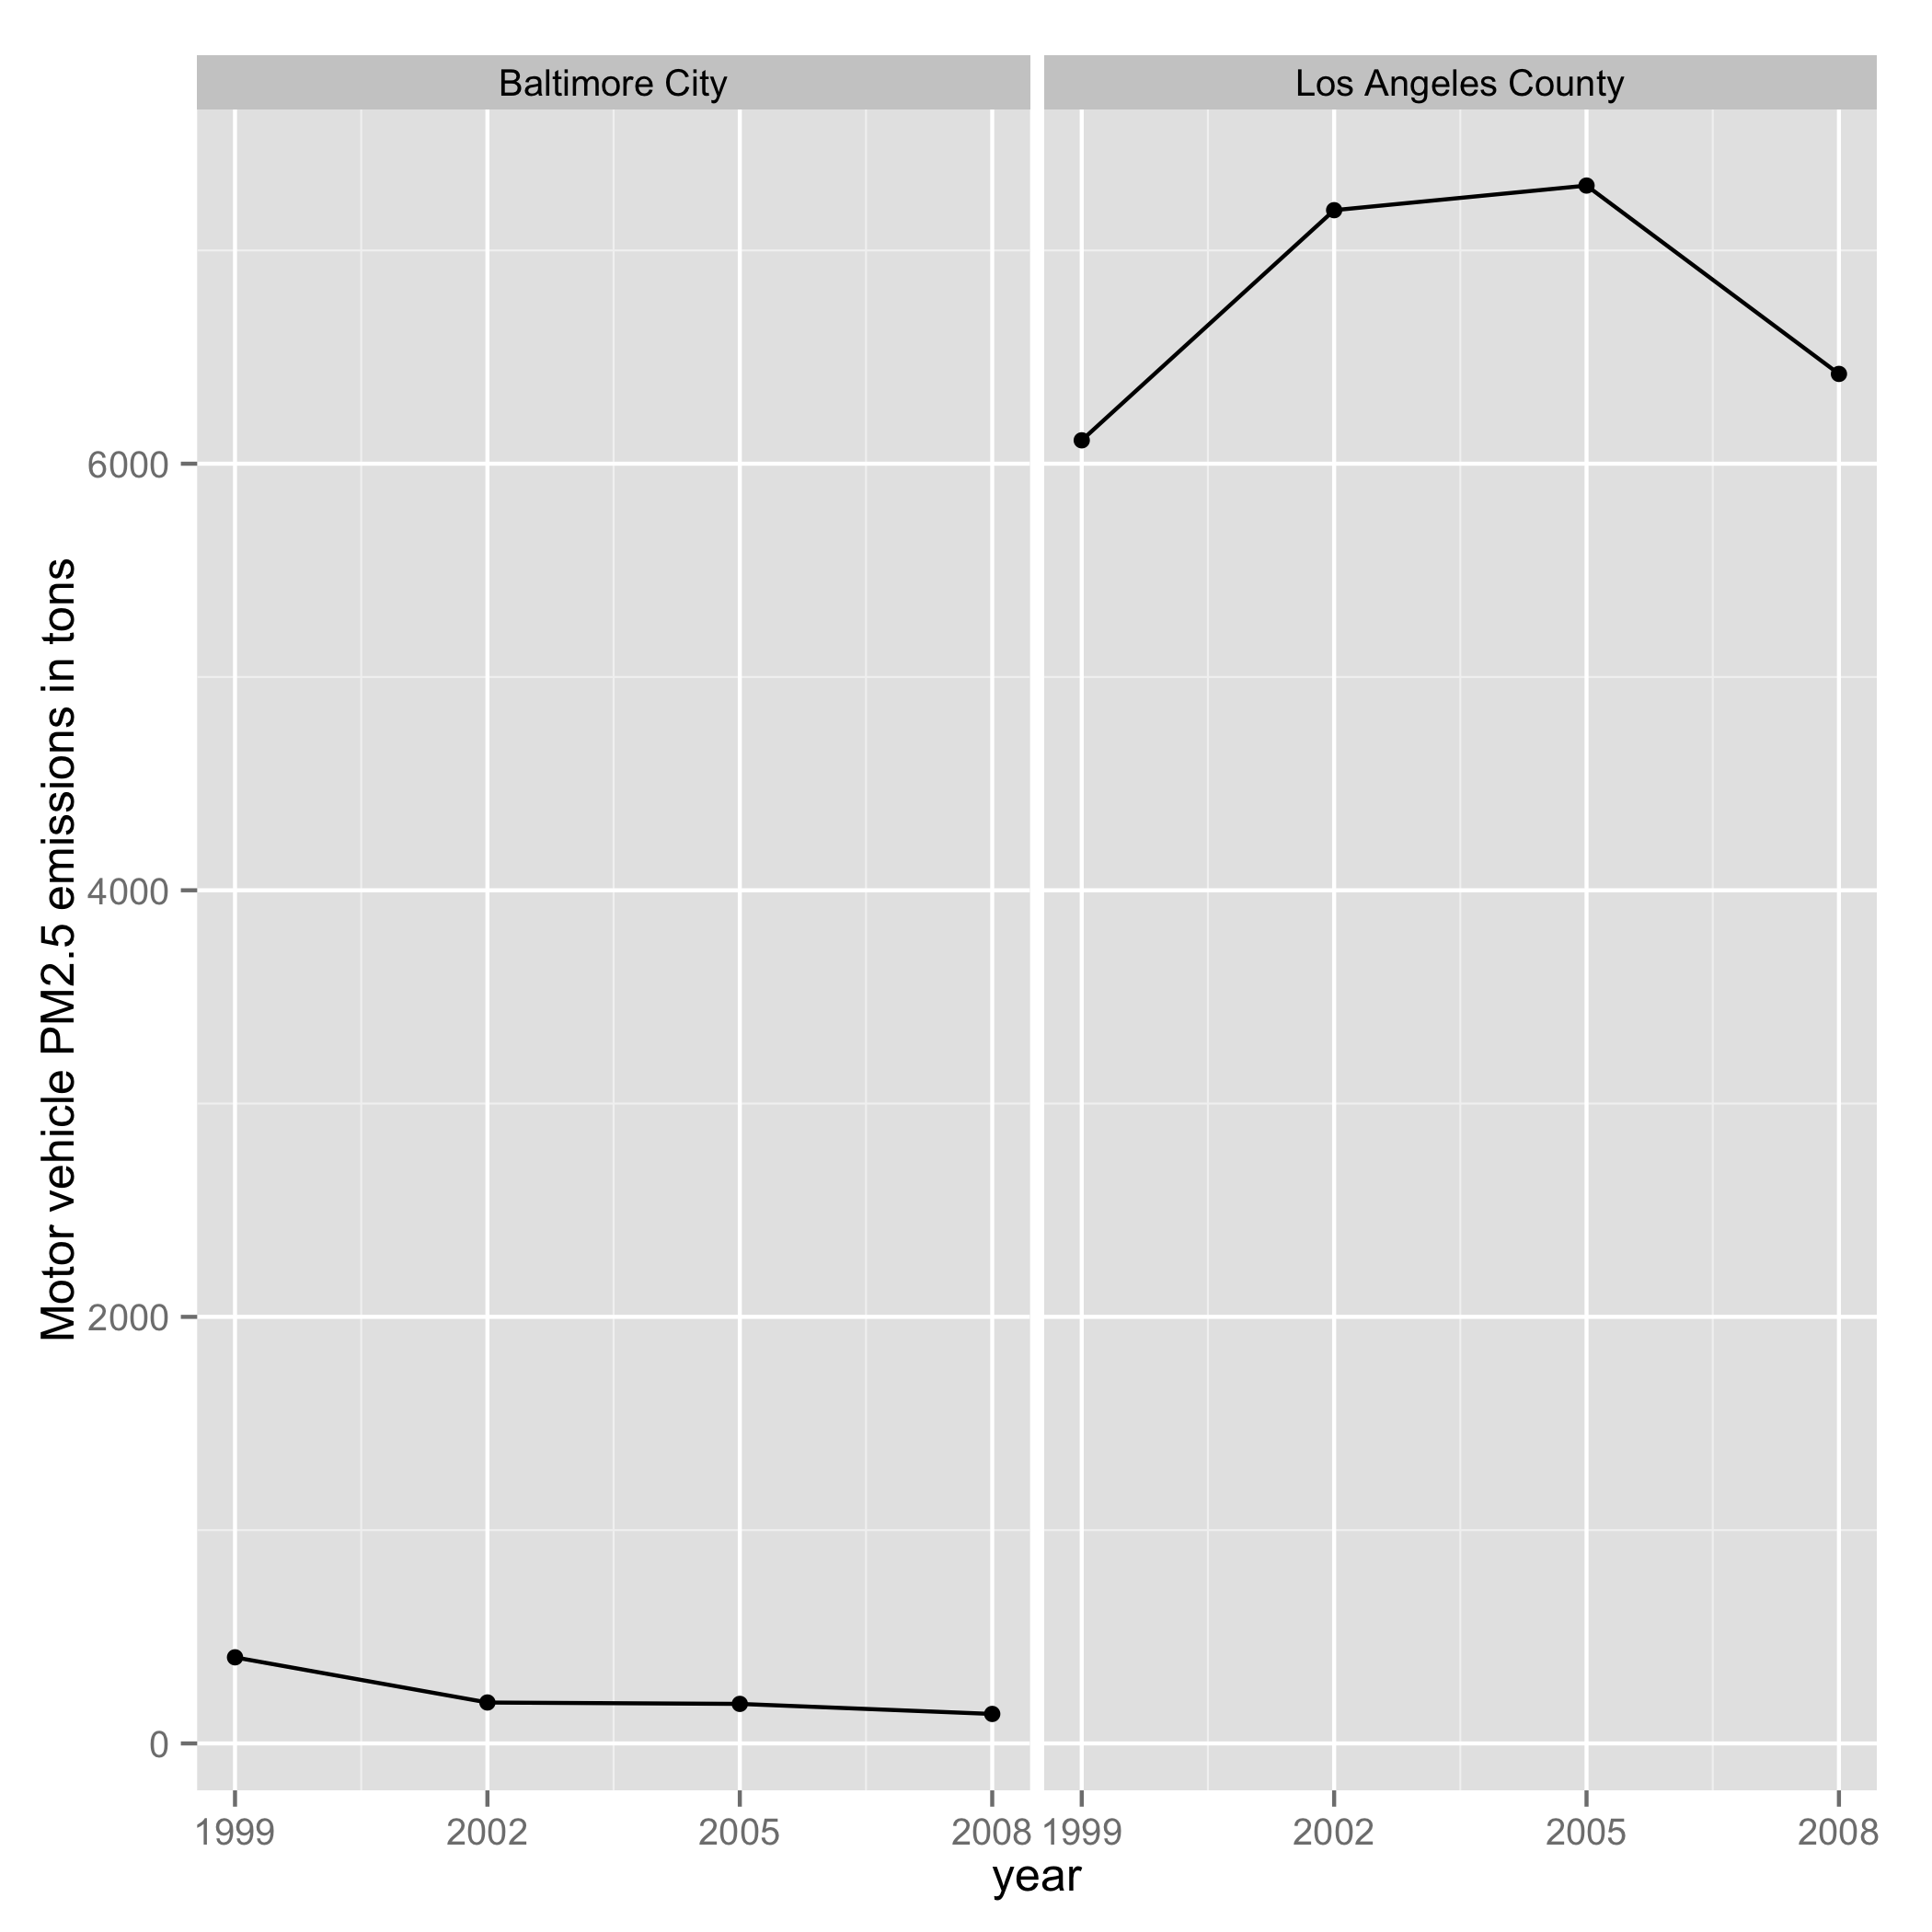 Baltimore City
Los Angeles County
Motor vehicle PM2.5 emissions in tons
6000
4000
2000
0
1999 2002 2005 2008 1999 2002 2005 2008
year